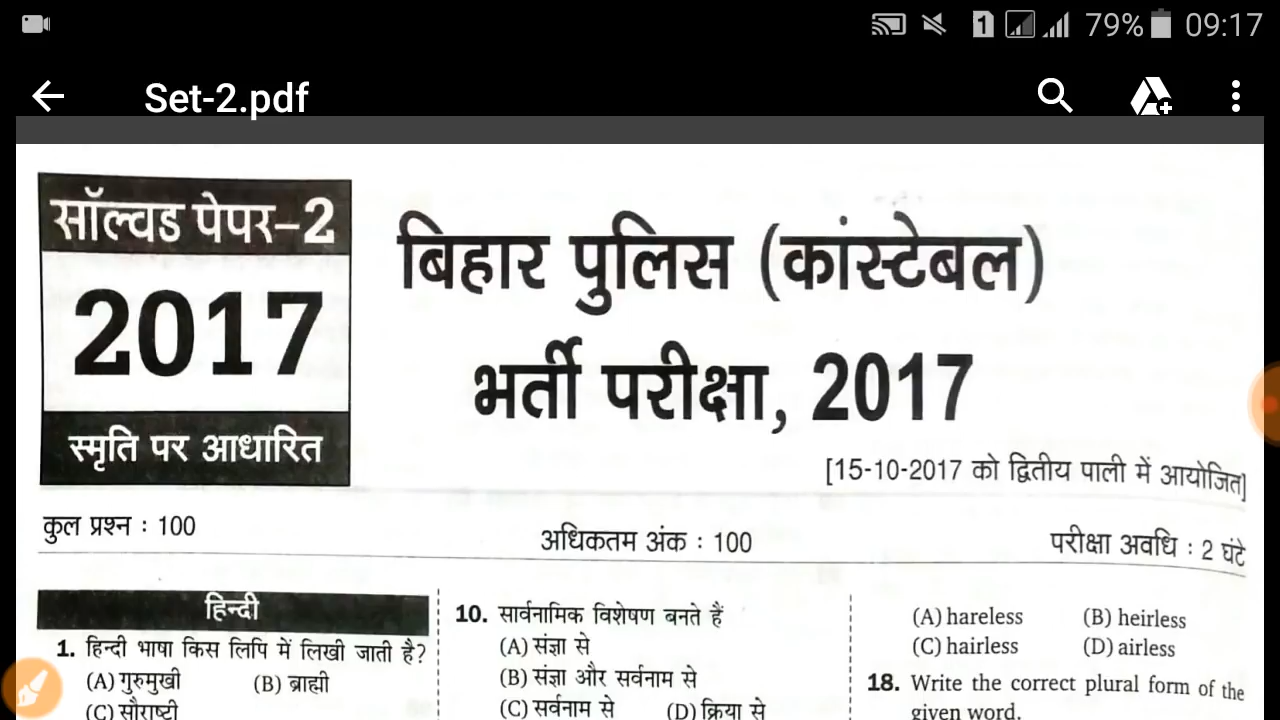 79% 09:17
Set-2.pdf
सॉल्वड पेपर–2
2017
स्मृति पर आधारित
बिहार पुलिस (कांस्टेबल)
भर्ती परीक्षा, 2017
[15-10-2017 को द्वितीय पाली में आयोजित]
कुल प्रश्न : 100 अधिकतम अंक : 100 परीक्षा अवधि : 2 घंटे
हिन्दी
1. हिन्दी भाषा किस लिपि में लिखी जाती है?
(A) गुरुमुखी (B) ब्राह्मी
(C) सौराष्ट्री
10. सार्वनामिक विशेषण बनते हैं
(A) संज्ञा से
(B) संज्ञा और सर्वनाम से
(C) सर्वनाम से (D) क्रिया से
(A) hareless (B) heirless
(C) hairless (D) airless
18. Write the correct plural form of the
given word.